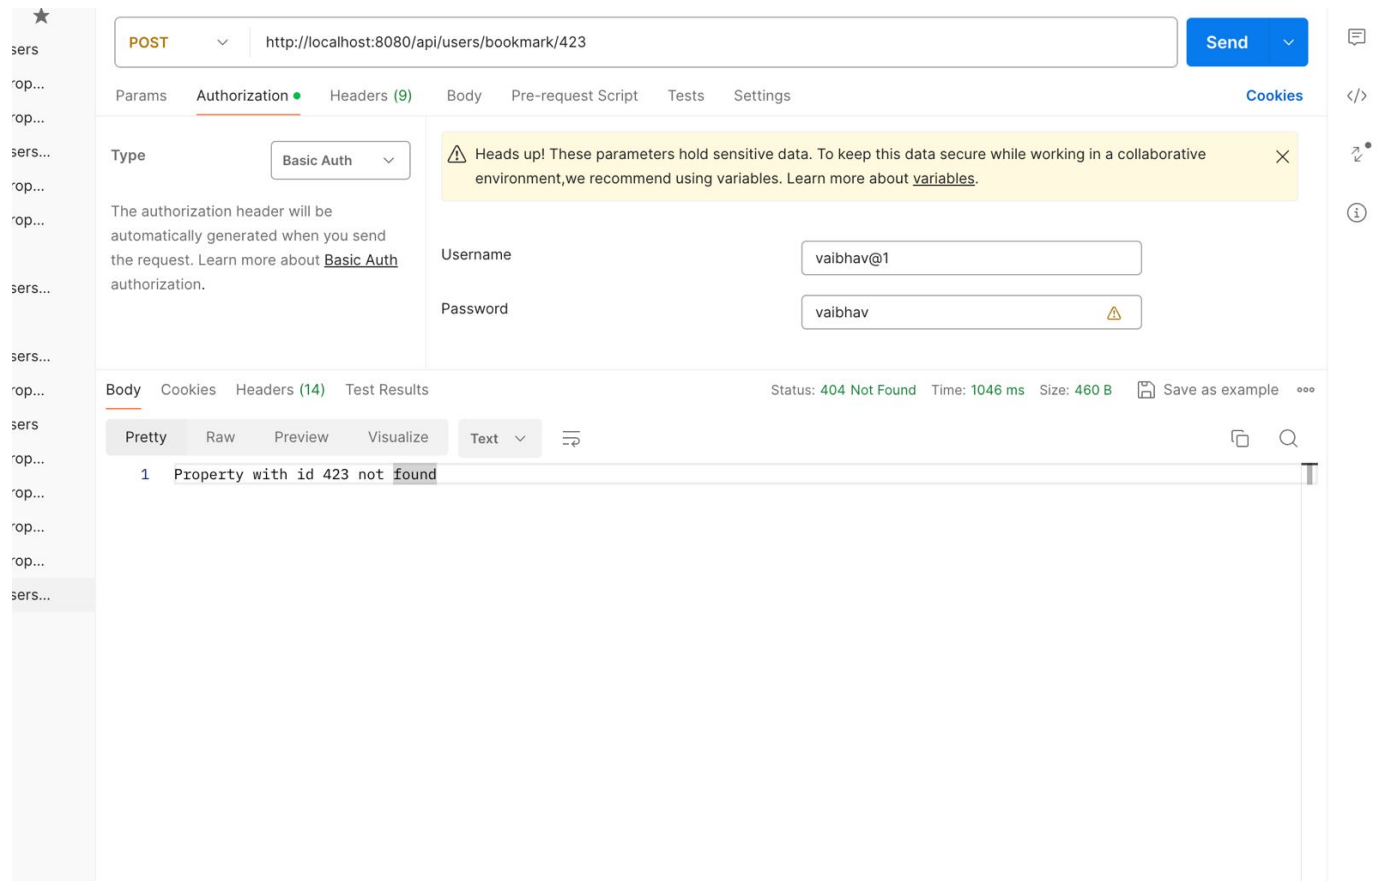 ★
sers
rop...
rop...
sers...
rop...
rop...
sers...
sers...
rop...
sers
rop...
rop...
rop...
rop...
sers...
POST http://localhost:8080/api/users/bookmark/423 Send
Params Authorization Headers (9) Body Pre-request Script Tests Settings Cookies
Type Basic Auth
The authorization header will be
automatically generated when you send
the request. Learn more about Basic Auth
authorization.
Heads up! These parameters hold sensitive data. To keep this data secure while working in a collaborative
environment,we recommend using variables. Learn more about variables.
Username vaibhav@1
Password vaibhav
Body Cookies Headers (14) Test Results Status: 404 Not Found Time: 1046 ms Size: 460 B Save as example
Pretty Raw Preview Visualize Text
1 Property with id 423 not found